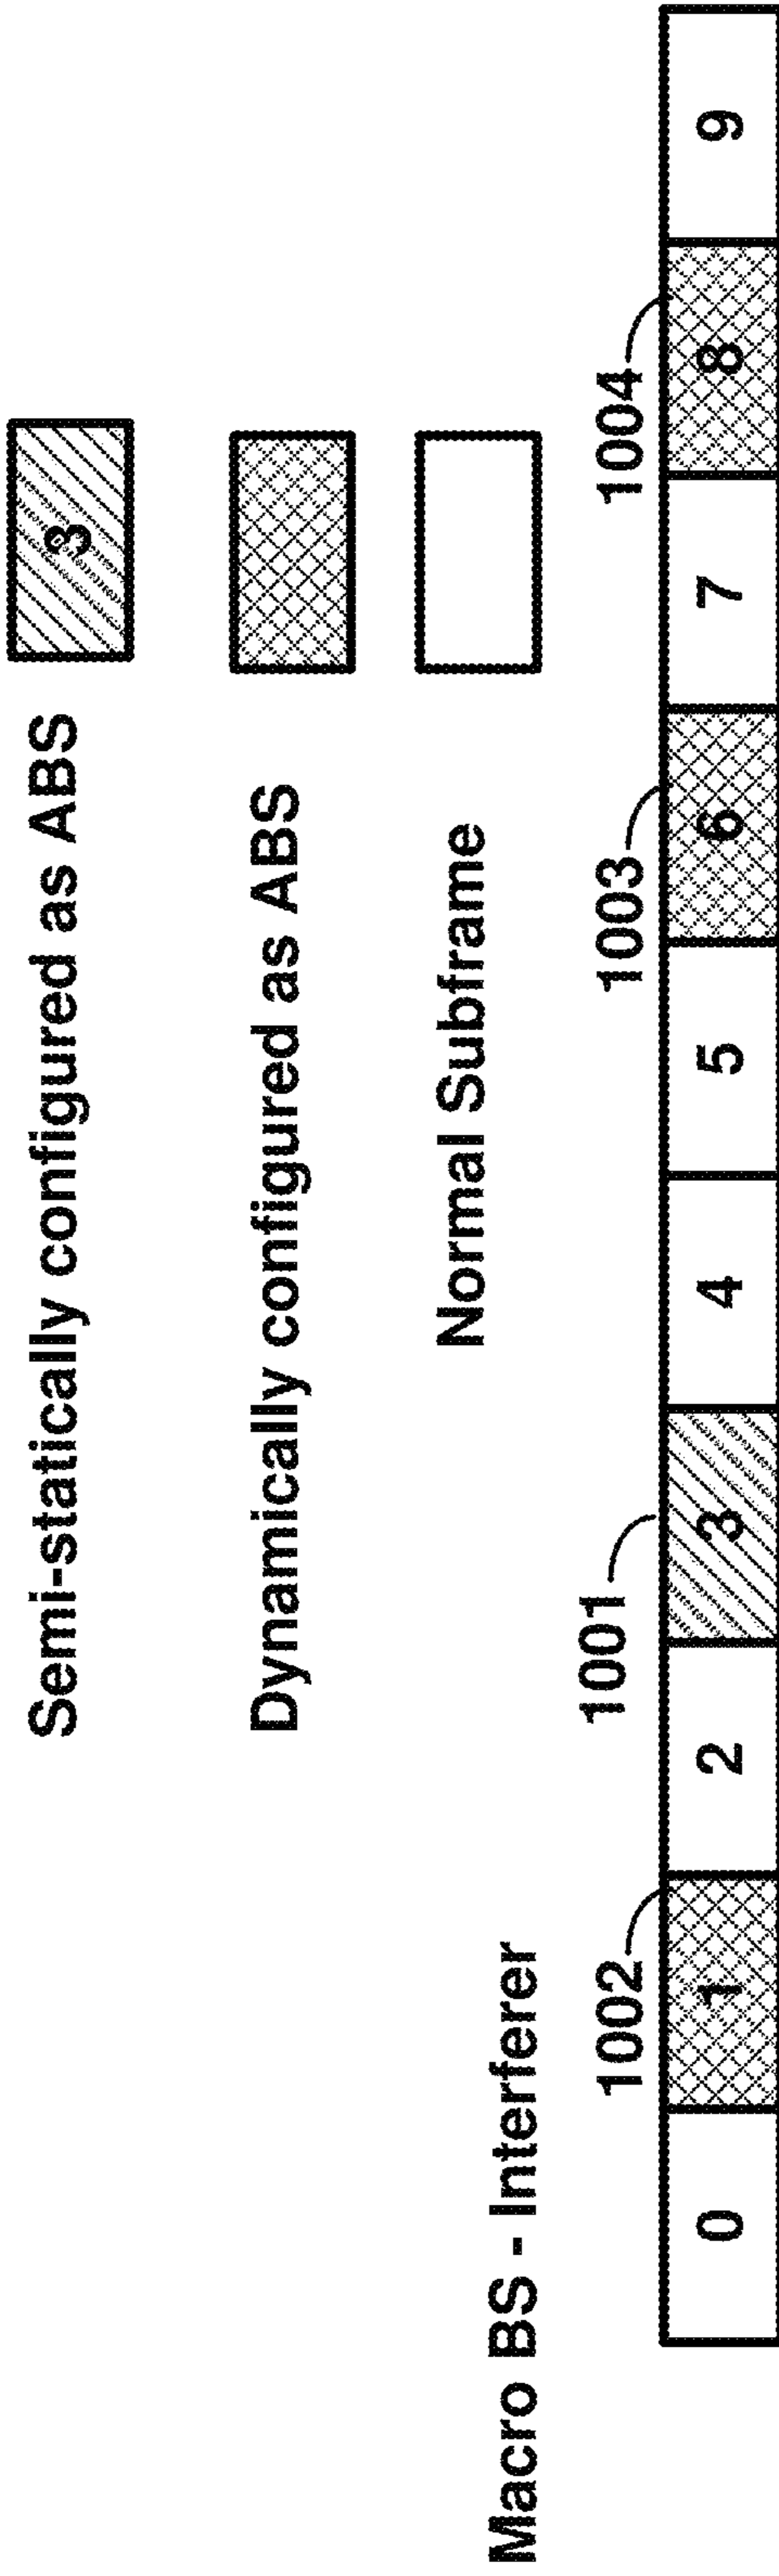 Semi-statically configured as ABS 3
Dynamically configured as ABS
Normal Subframe
Macro BS - Interferer
1002 1001 1003 1004
0 1 2 3 4 5 6 7 8 9